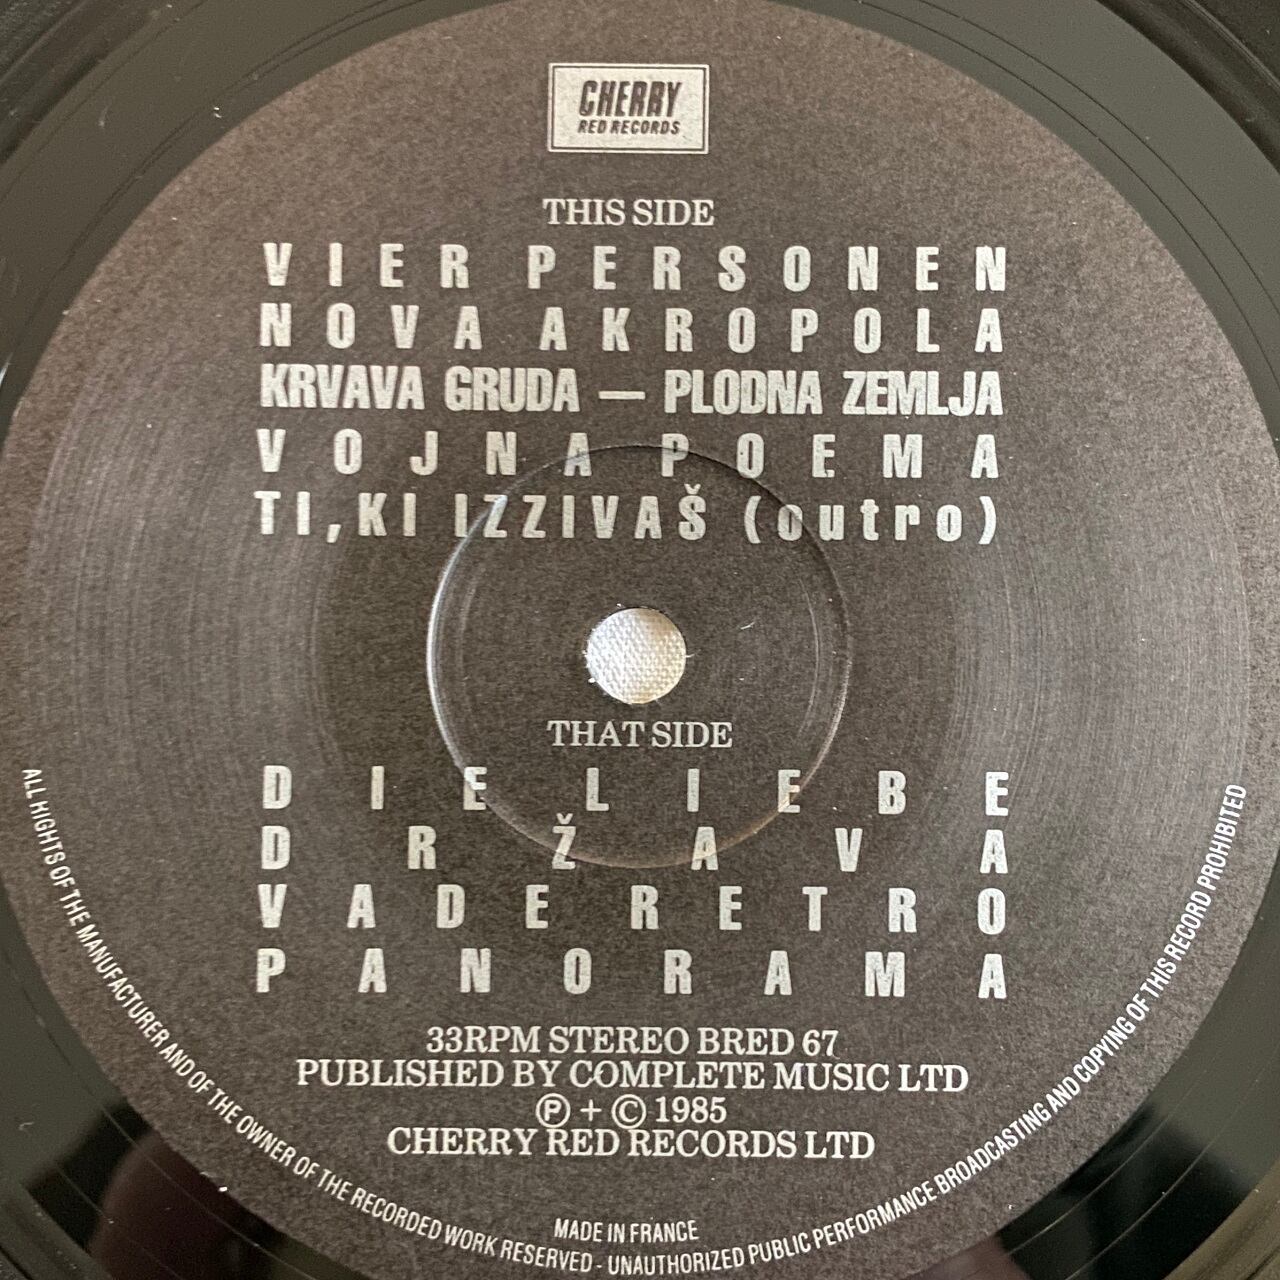 CHERRY
RED RECORDS
THIS SIDE
VIER PERSONEN
NOVA AKROPOLA
KRVAVA GRUDA — PLODNA ZEMLJA
VOJNA POEMA
TI, KI IZZIVAŠ (outro)
THAT SIDE
DIE LIEBE
DRŽAVA
VADE RETRO
PANORAMA
33RPM STEREO BRED 67
PUBLISHED BY COMPLETE MUSIC LTD
Ⓟ + © 1985
CHERRY RED RECORDS LTD
MADE IN FRANCE
ALL RIGHTS OF THE MANUFACTURER AND OF THE OWNER OF THE RECORDED WORK RESERVED - UNAUTHORIZED PUBLIC PERFORMANCE BROADCASTING AND COPYING OF THIS RECORD PROHIBITED